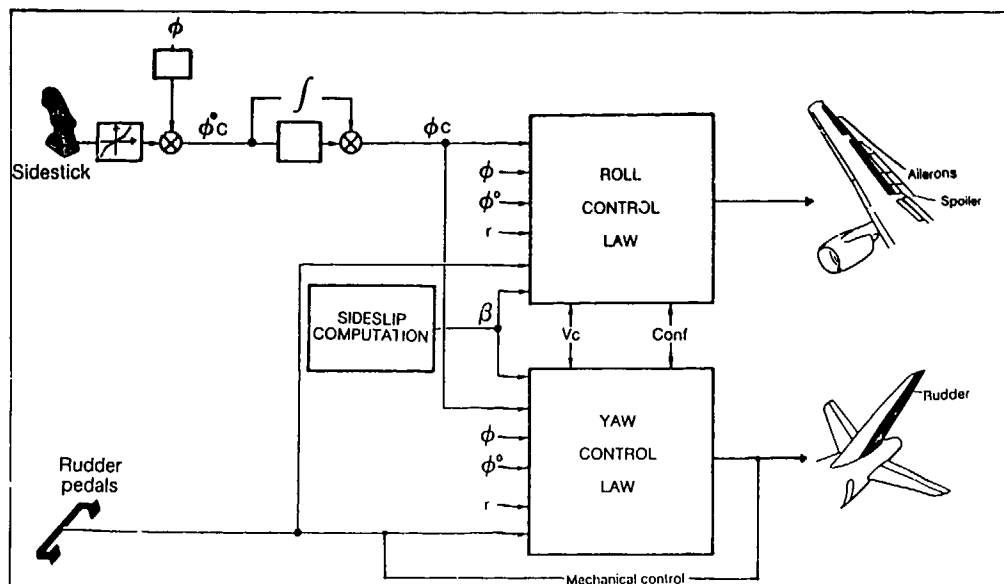 ϕ
Sidestick
ϕ°c
∫
ϕc
ϕ
ϕ°
r
ROLL
CONTROL
LAW
Ailerons
Spoiler
SIDESLIP
COMPUTATION
β
Vc
Conf
ϕ
ϕ°
r
YAW
CONTROL
LAW
Rudder
Rudder
pedals
Mechanical control